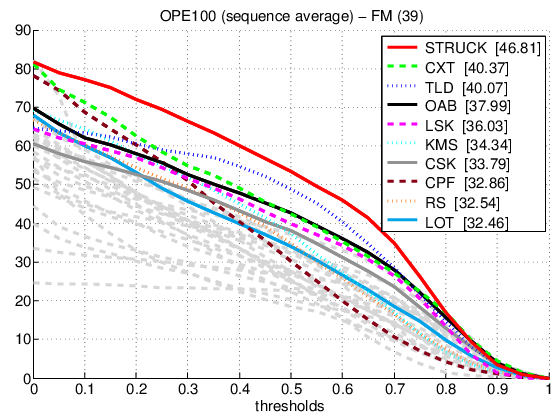 OPE100 (sequence average) – FM (39)
90
80
70
60
50
40
30
20
10
0
STRUCK [46.81]
CXT [40.37]
TLD [40.07]
OAB [37.99]
LSK [36.03]
KMS [34.34]
CSK [33.79]
CPF [32.86]
RS [32.54]
LOT [32.46]
0 0.1 0.2 0.3 0.4 0.5 0.6 0.7 0.8 0.9 1
thresholds